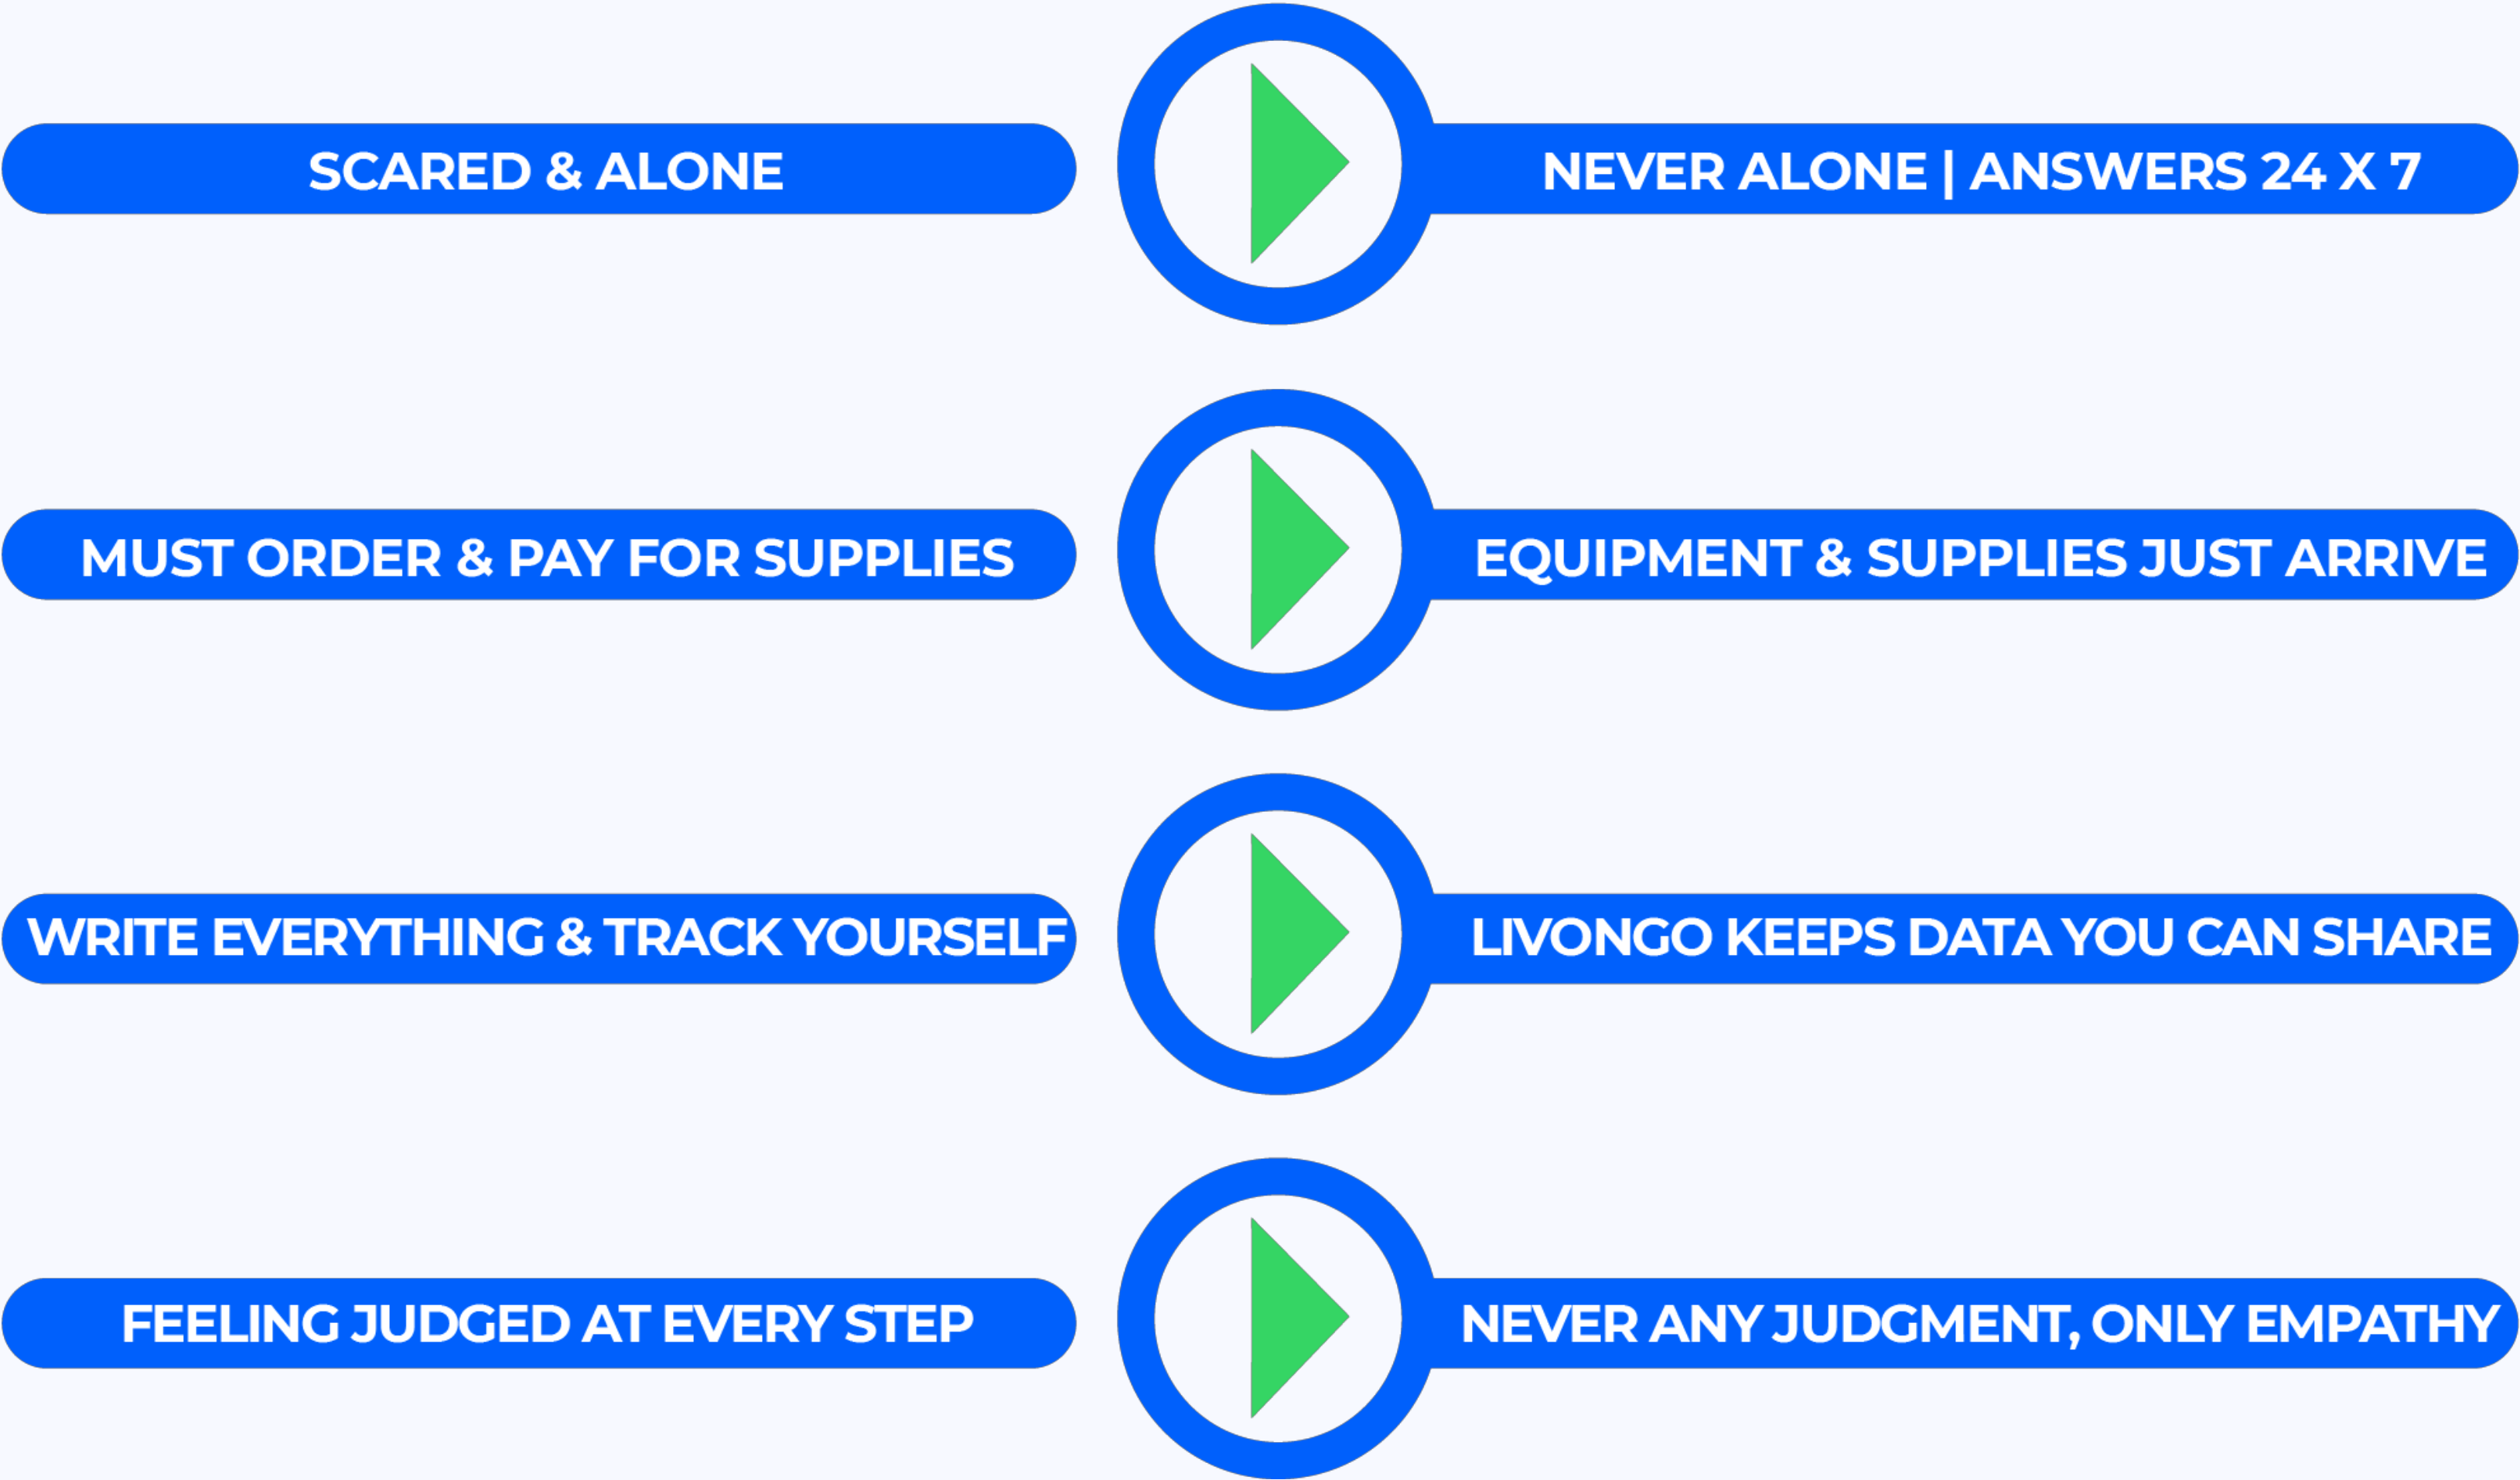 SCARED & ALONE
NEVER ALONE | ANSWERS 24 X 7
MUST ORDER & PAY FOR SUPPLIES
EQUIPMENT & SUPPLIES JUST ARRIVE
WRITE EVERYTHING & TRACK YOURSELF
LIVONGO KEEPS DATA YOU CAN SHARE
FEELING JUDGED AT EVERY STEP
NEVER ANY JUDGMENT, ONLY EMPATHY